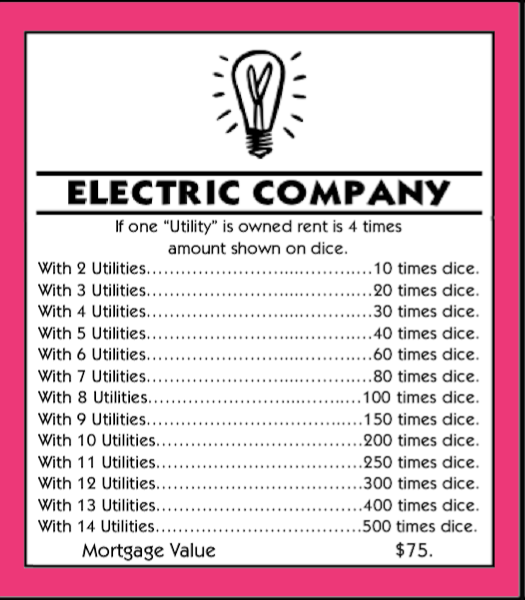 ELECTRIC COMPANY
If one “Utility” is owned rent is 4 times
amount shown on dice.
With 2 Utilities..........................................10 times dice.
With 3 Utilities..........................................20 times dice.
With 4 Utilities..........................................30 times dice.
With 5 Utilities..........................................40 times dice.
With 6 Utilities..........................................60 times dice.
With 7 Utilities..........................................80 times dice.
With 8 Utilities........................................100 times dice.
With 9 Utilities........................................150 times dice.
With 10 Utilities......................................200 times dice.
With 11 Utilities......................................250 times dice.
With 12 Utilities......................................300 times dice.
With 13 Utilities......................................400 times dice.
With 14 Utilities......................................500 times dice.
Mortgage Value $75.